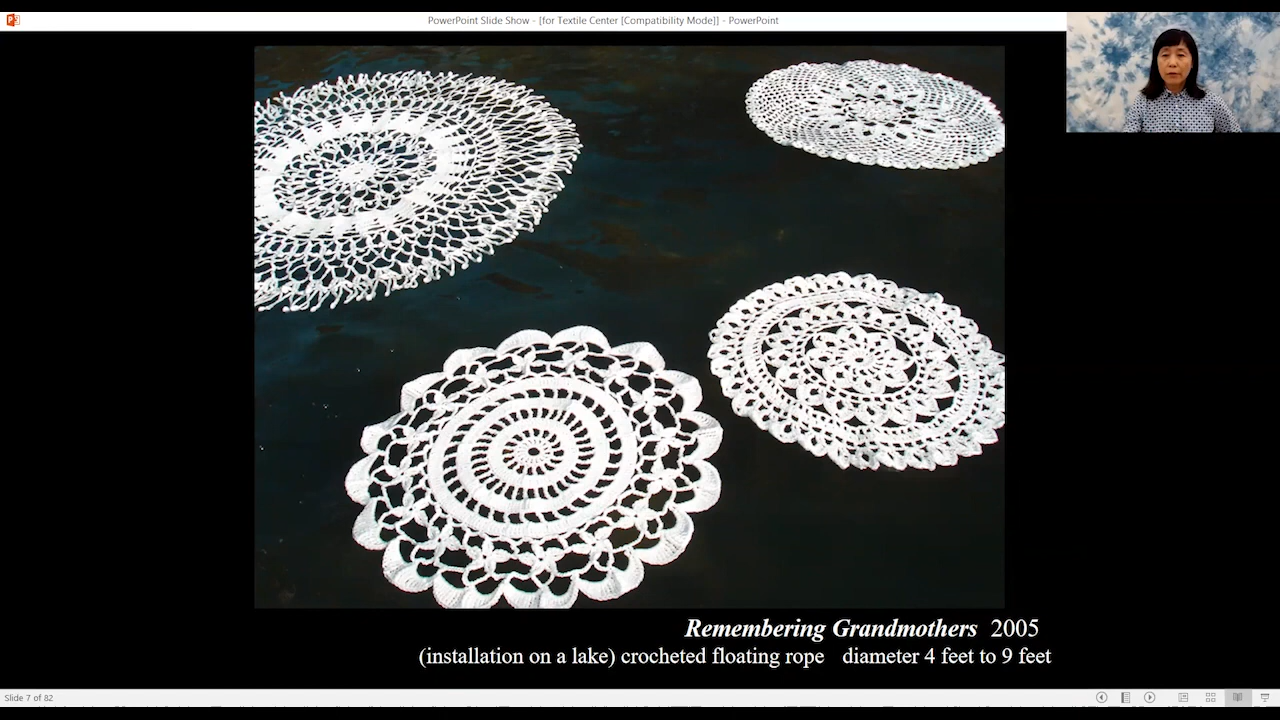 PowerPoint Slide Show - [for Textile Center [Compatibility Mode]] - PowerPoint
Remembering Grandmothers 2005
(installation on a lake) crocheted floating rope diameter 4 feet to 9 feet
Slide 7 of 82